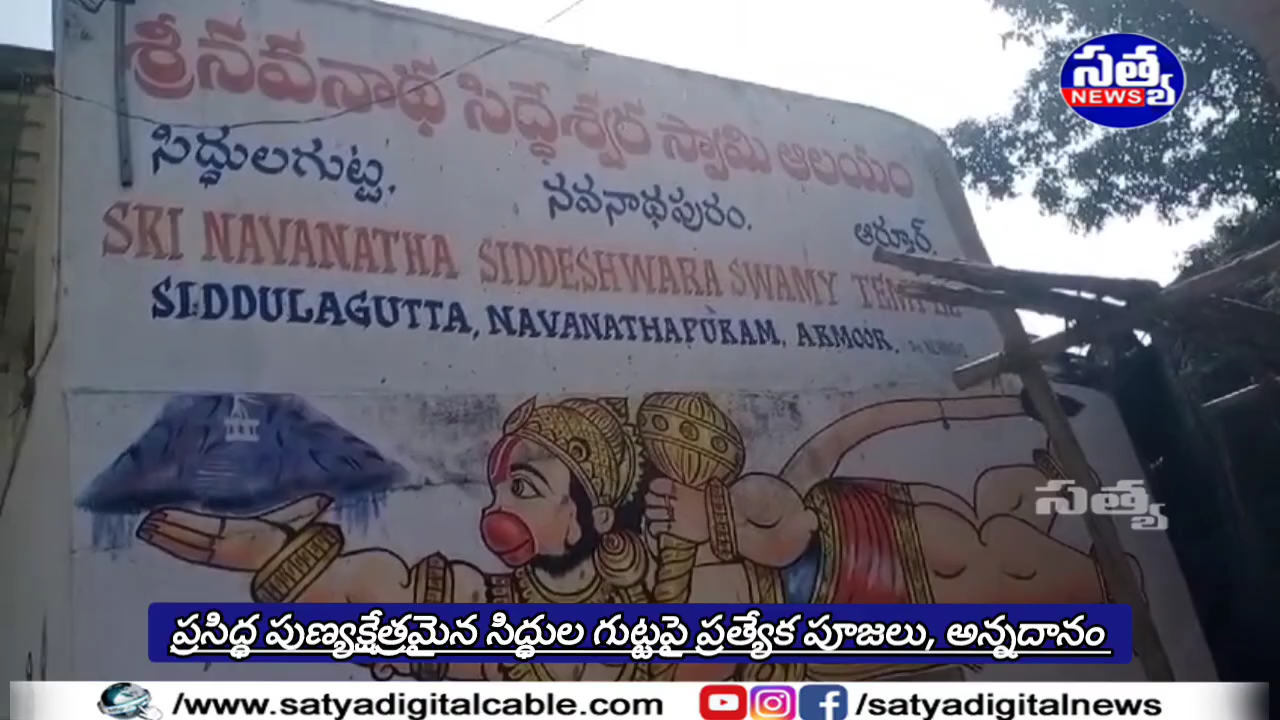 సత్య
NEWS
శ్రీ నవనాథ సిద్ధేశ్వర స్వామి ఆలయం
సిద్ధులగుట్ట. నవనాథపురం. ఆర్మూర్.
SRI NAVANATHA SIDDESHWARA SWAMY TEMPLE
SIDDULAGUTTA, NAVANATHAPURAM, ARMOOR.
సత్య
ప్రసిద్ధ పుణ్యక్షేత్రమైన సిద్ధుల గుట్టపై ప్రత్యేక పూజలు, అన్నదానం
/www.satyadigitalcable.com /satyadigitalnews